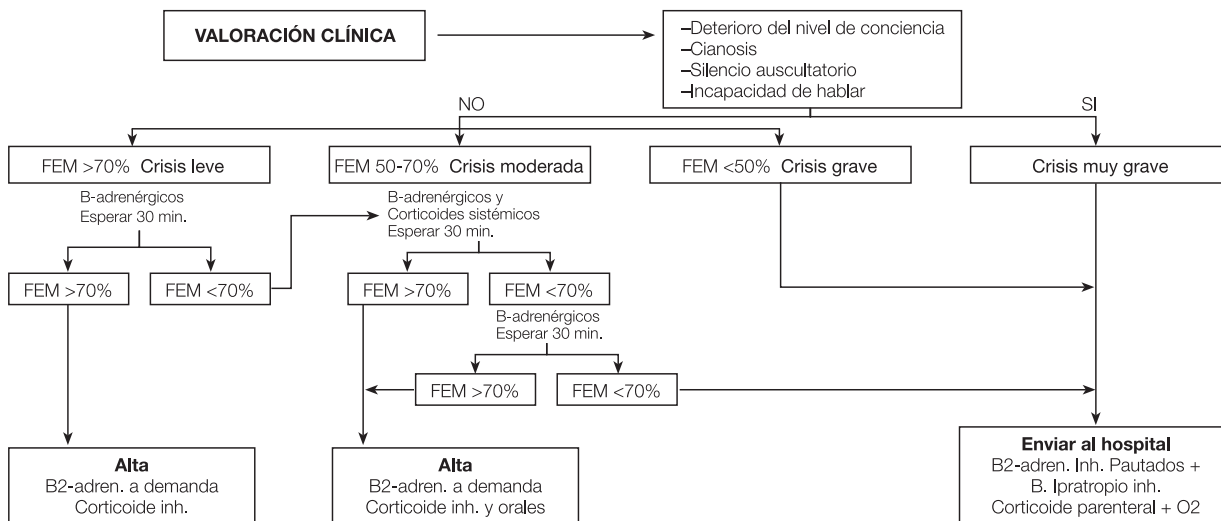 VALORACIÓN CLÍNICA
–Deterioro del nivel de conciencia
–Cianosis
–Silencio auscultatorio
–Incapacidad de hablar
NO
SI
FEM >70% Crisis leve
FEM 50-70% Crisis moderada
FEM <50% Crisis grave
Crisis muy grave
B-adrenérgicos
Esperar 30 min.
B-adrenérgicos y
Corticoides sistémicos
Esperar 30 min.
FEM >70%
FEM <70%
FEM >70%
FEM <70%
B-adrenérgicos
Esperar 30 min.
FEM >70%
FEM <70%
Alta
B2-adren. a demanda
Corticoide inh.
Alta
B2-adren. a demanda
Corticoide inh. y orales
Enviar al hospital
B2-adren. Inh. Pautados +
B. Ipratropio inh.
Corticoide parenteral + O2